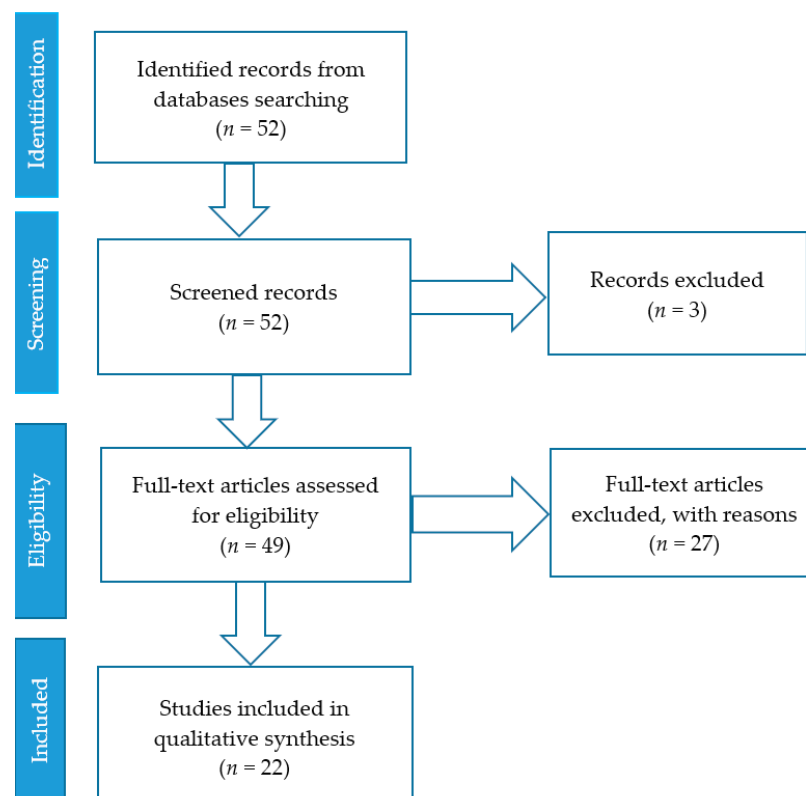 Identification
Identified records from
databases searching
(n = 52)
Screening
Screened records
(n = 52)
Records excluded
(n = 3)
Eligibility
Full-text articles assessed
for eligibility
(n = 49)
Full-text articles
excluded, with reasons
(n = 27)
Included
Studies included in
qualitative synthesis
(n = 22)